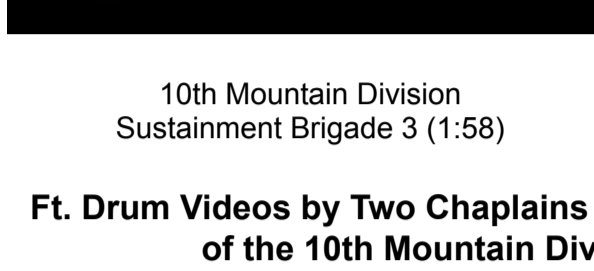 10th Mountain Division
Sustainment Brigade 3 (1:58)
Ft. Drum Videos by Two Chaplains
of the 10th Mountain Div